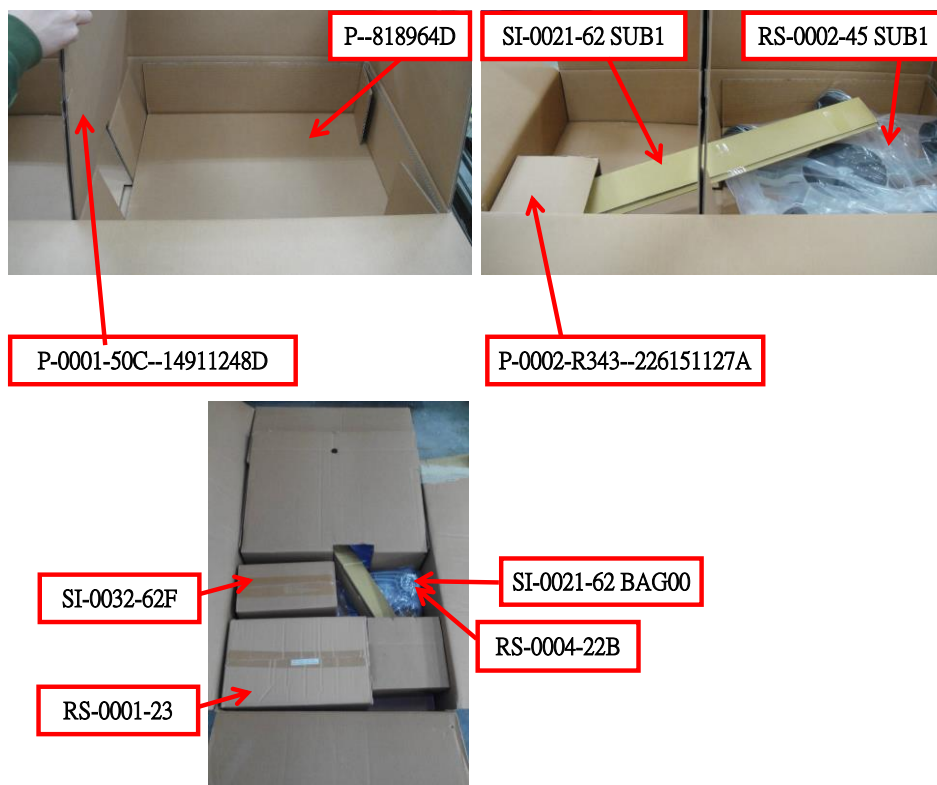 P--818964D
SI-0021-62 SUB1
RS-0002-45 SUB1
P-0001-50C--14911248D
P-0002-R343--226151127A
SI-0032-62F
SI-0021-62 BAG00
RS-0004-22B
RS-0001-23